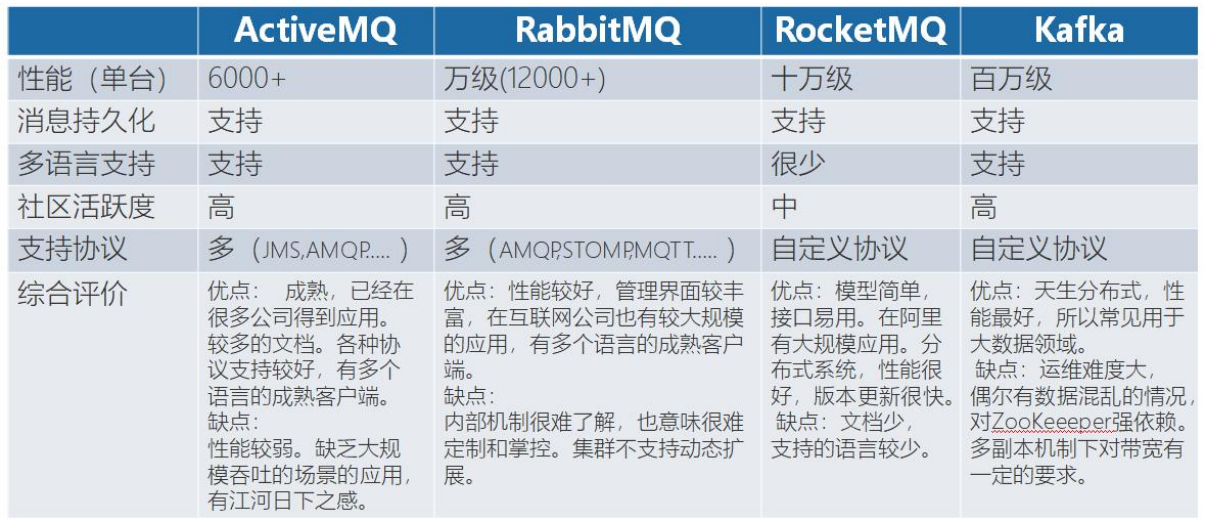 ActiveMQ RabbitMQ RocketMQ Kafka
性能（单台） 6000+ 万级(12000+) 十万级 百万级
消息持久化 支持 支持 支持 支持
多语言支持 支持 支持 很少 支持
社区活跃度 高 高 中 高
支持协议 多（JMS,AMQP..... ） 多（AMQP,STOMP,MQTT..... ） 自定义协议 自定义协议
综合评价
优点： 成熟，已经在
很多公司得到应用。
较多的文档。各种协
议支持较好，有多个
语言的成熟客户端。
缺点：
性能较弱。缺乏大规
模吞吐的场景的应用，
有江河日下之感。
优点：性能较好，管理界面较丰
富，在互联网公司也有较大规模
的应用，有多个语言的成熟客户
端。
缺点：
内部机制很难了解，也意味很难
定制和掌控。集群不支持动态扩
展。
优点：模型简单，
接口易用。在阿里
有大规模应用。分
布式系统，性能很
好，版本更新很快。
缺点：文档少，
支持的语言较少。
优点：天生分布式，性
能最好，所以常见用于
大数据领域。
缺点：运维难度大，
偶尔有数据混乱的情况，
对ZooKeeeper强依赖。
多副本机制下对带宽有
一定的要求。